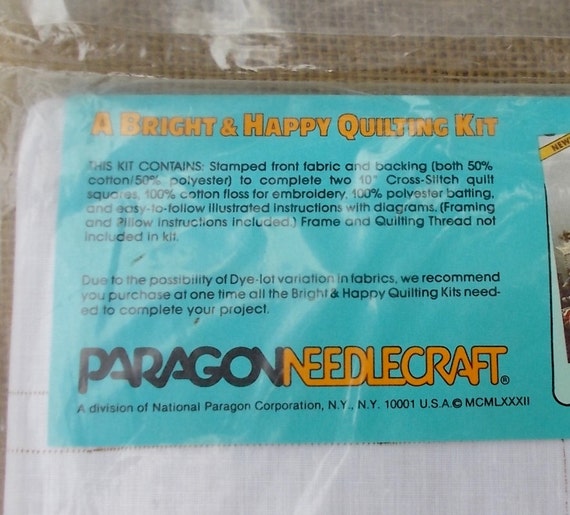 A BRIGHT & HAPPY QUILTING KIT
THIS KIT CONTAINS: Stamped front fabric and backing (both 50%
cotton/50% polyester) to complete two 10" Cross-Stitch quilt
squares, 100% cotton floss for embroidery, 100% polyester batting,
and easy-to-follow illustrated instructions with diagrams. (Framing
and Pillow instructions included.) Frame and Quilting Thread not
included in kit.
Due to the possibility of Dye-lot variation in fabrics, we recommend
you purchase at one time all the Bright & Happy Quilting Kits need-
ed to complete your project.
PARAGON NEEDLECRAFT®
A division of National Paragon Corporation, N.Y., N.Y. 10001 U.S.A.© MCMLXXXII
NEW